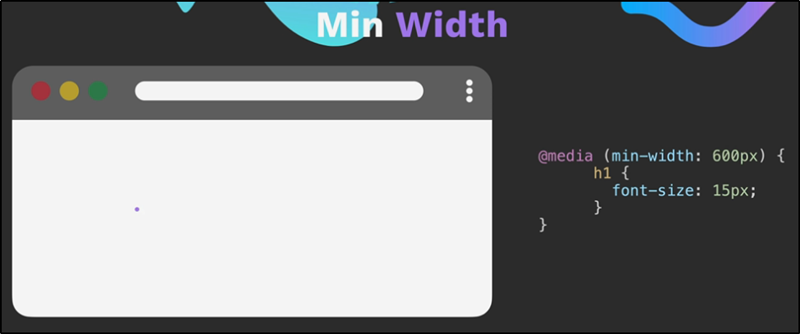 Min Width
@media (min-width: 600px) {
h1 {
font-size: 15px;
}
}